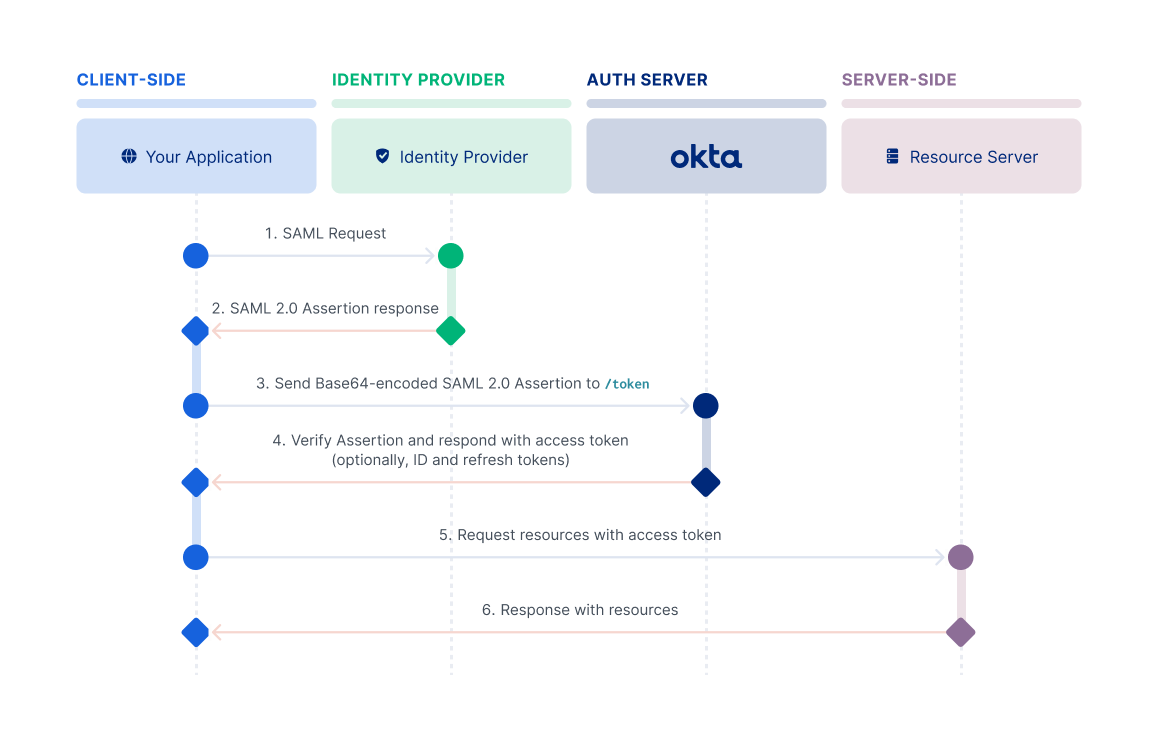 CLIENT-SIDE
IDENTITY PROVIDER
AUTH SERVER
SERVER-SIDE
Your Application
Identity Provider
okta
Resource Server
1. SAML Request
2. SAML 2.0 Assertion response
3. Send Base64-encoded SAML 2.0 Assertion to /token
4. Verify Assertion and respond with access token
(optionally, ID and refresh tokens)
5. Request resources with access token
6. Response with resources